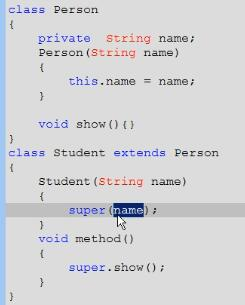 class Person
{
    private  String name;
    Person(String name)
    {
        this.name = name;
    }

    void show(){}
}
class Student extends Person
{
    Student(String name)
    {
        super(name);
    }
    void method()
    {
        super.show();
    }
}